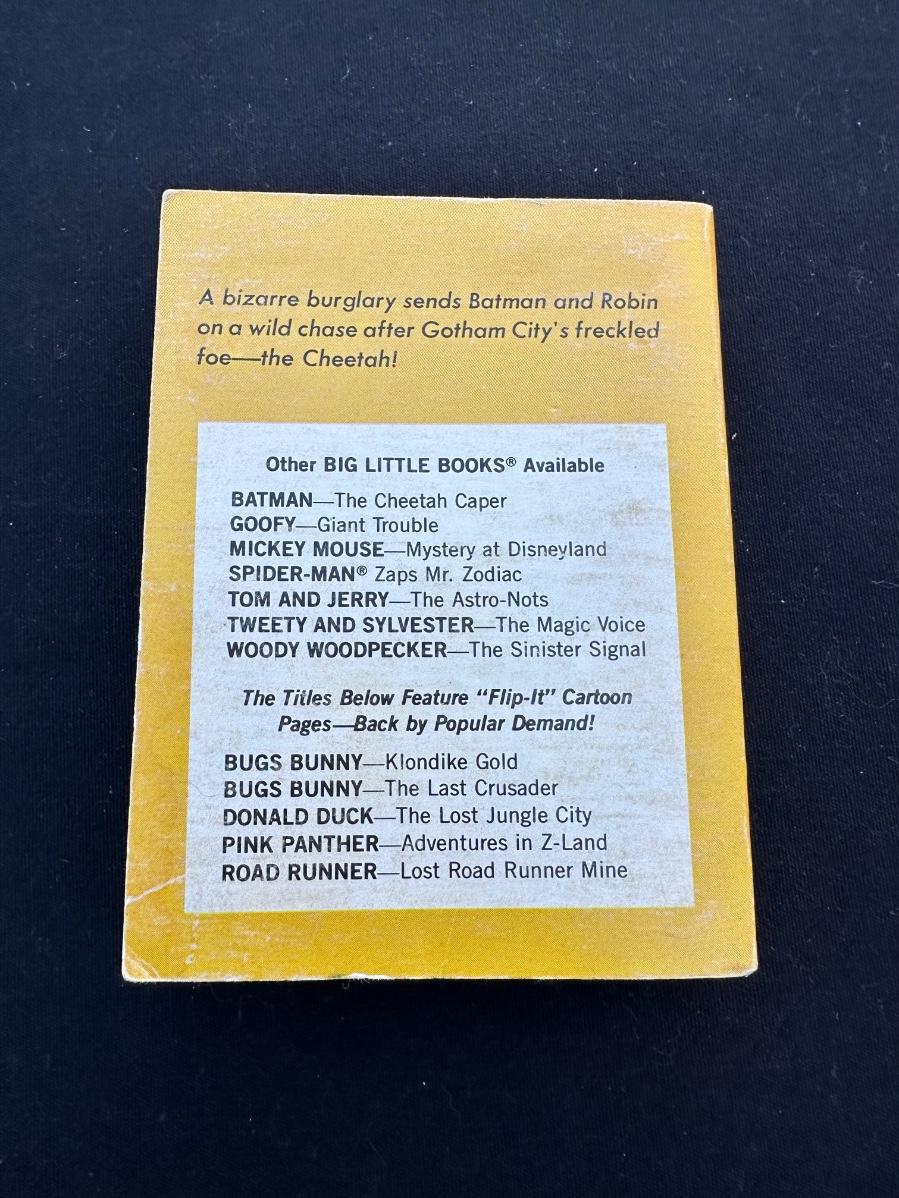 A bizarre burglary sends Batman and Robin
on a wild chase after Gotham City's freckled
foe—the Cheetah!
Other BIG LITTLE BOOKS® Available
BATMAN—The Cheetah Caper
GOOFY—Giant Trouble
MICKEY MOUSE—Mystery at Disneyland
SPIDER-MAN® Zaps Mr. Zodiac
TOM AND JERRY—The Astro-Nots
TWEETY AND SYLVESTER—The Magic Voice
WOODY WOODPECKER—The Sinister Signal
The Titles Below Feature "Flip-It" Cartoon
Pages—Back by Popular Demand!
BUGS BUNNY—Klondike Gold
BUGS BUNNY—The Last Crusader
DONALD DUCK—The Lost Jungle City
PINK PANTHER—Adventures in Z-Land
ROAD RUNNER—Lost Road Runner Mine